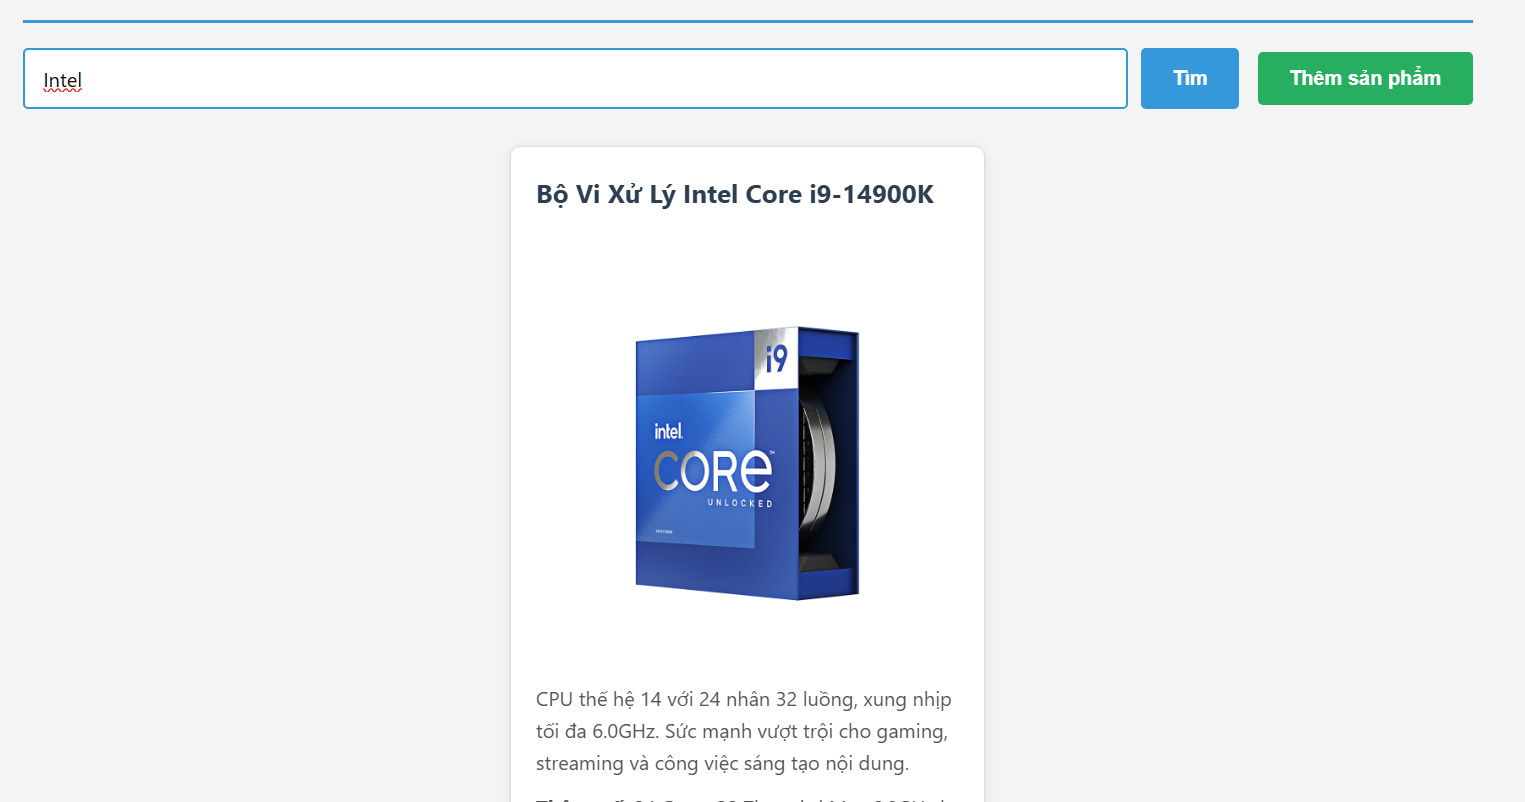 Intel
Tìm
Thêm sản phẩm
Bộ Vi Xử Lý Intel Core i9-14900K
i9
intel.
CORE™
UNLOCKED
CPU thế hệ 14 với 24 nhân 32 luồng, xung nhịp
tối đa 6.0GHz. Sức mạnh vượt trội cho gaming,
streaming và công việc sáng tạo nội dung.